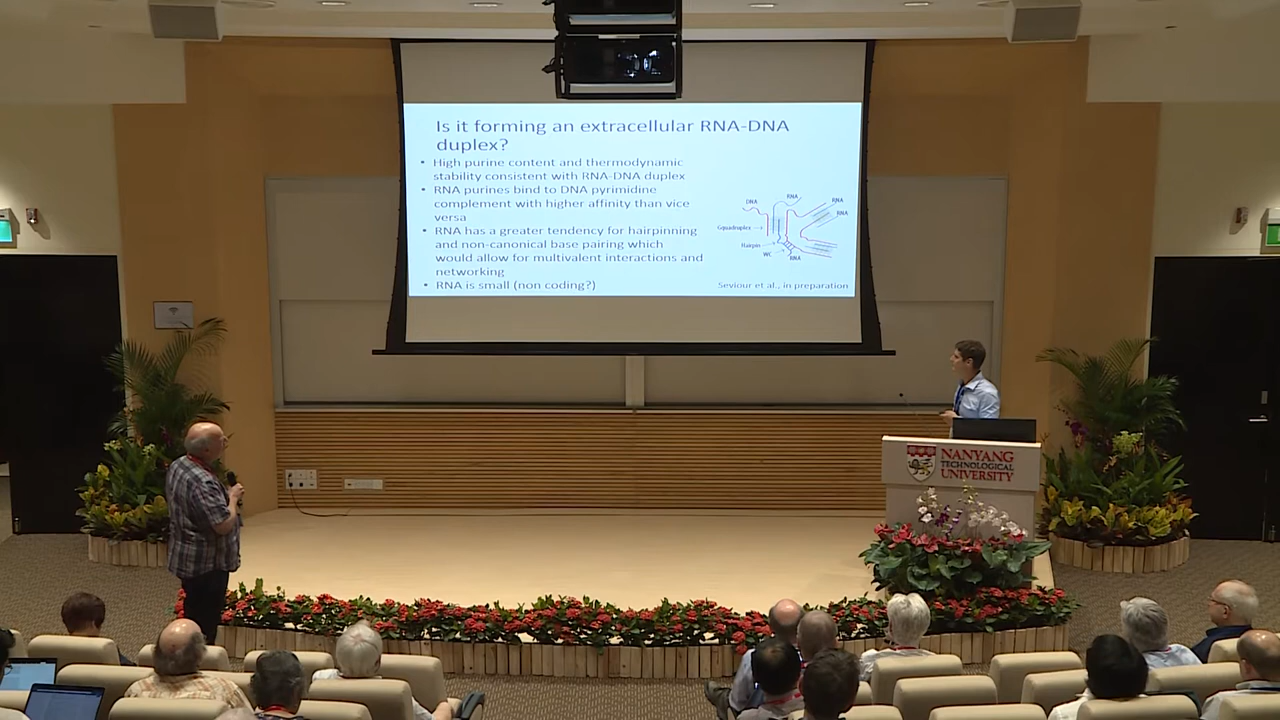 Is it forming an extracellular RNA-DNA
duplex?
• High purine content and thermodynamic
stability consistent with RNA-DNA duplex
• RNA purines bind to DNA pyrimidine
complement with higher affinity than vice
versa
• RNA has a greater tendency for hairpinning
and non-canonical base pairing which
would allow for multivalent interactions and
networking
• RNA is small (non coding?)
DNA
RNA
RNA
RNA
Gquadruplex
Hairpin
WC
RNA
Seviour et al., in preparation
NANYANG
TECHNOLOGICAL
UNIVERSITY